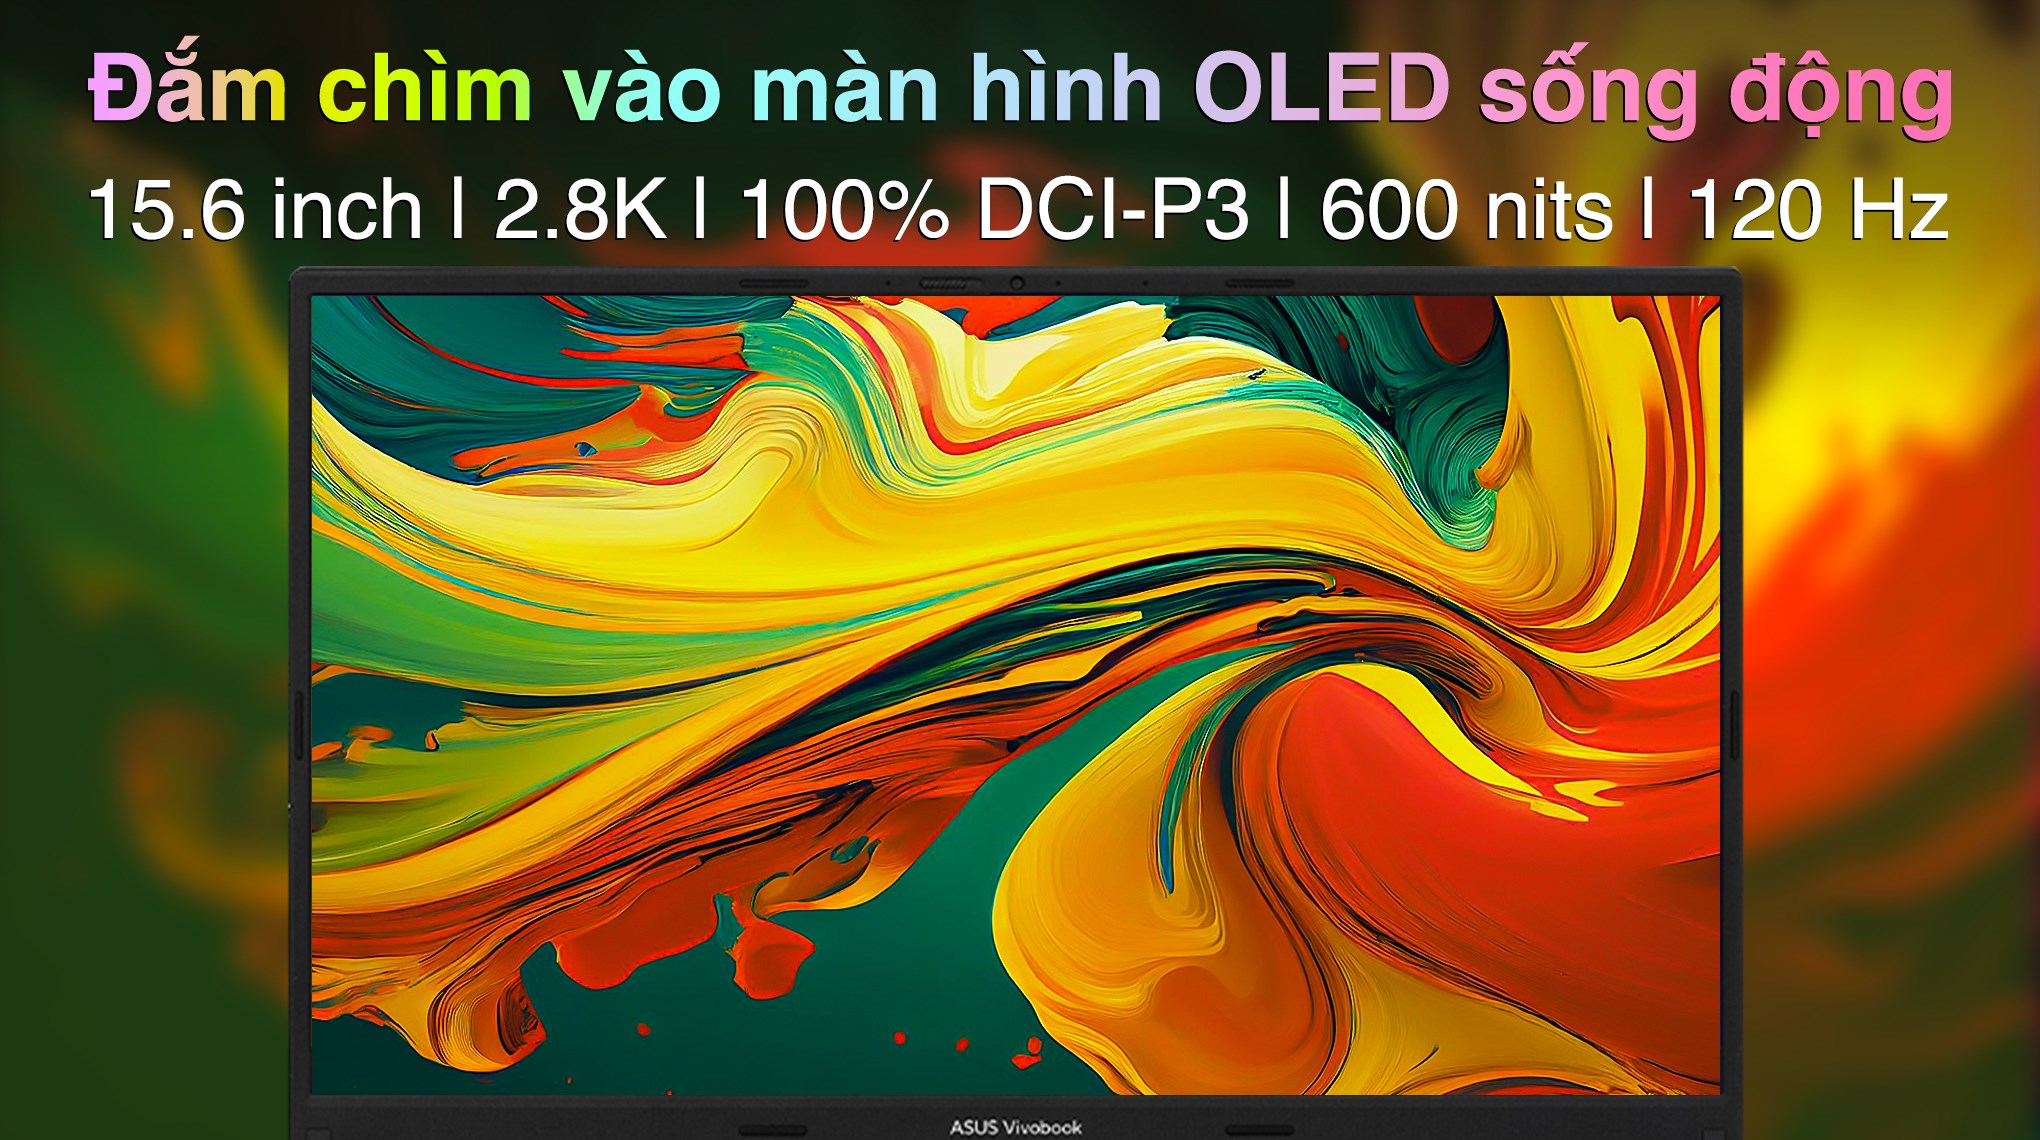 Đắm chìm vào màn hình OLED sống động
15.6 inch | 2.8K | 100% DCI-P3 | 600 nits | 120 Hz
ASUS Vivobook